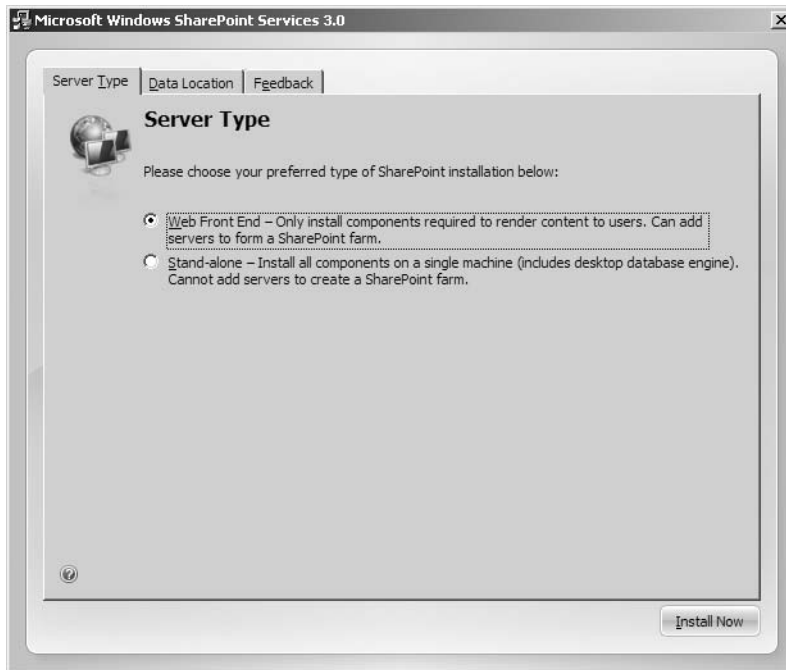 Microsoft Windows SharePoint Services 3.0
Server Type
Data Location
Feedback
Server Type
Please choose your preferred type of SharePoint installation below:
Web Front End – Only install components required to render content to users. Can add
servers to form a SharePoint farm.
Stand-alone – Install all components on a single machine (includes desktop database engine).
Cannot add servers to create a SharePoint farm.
Install Now